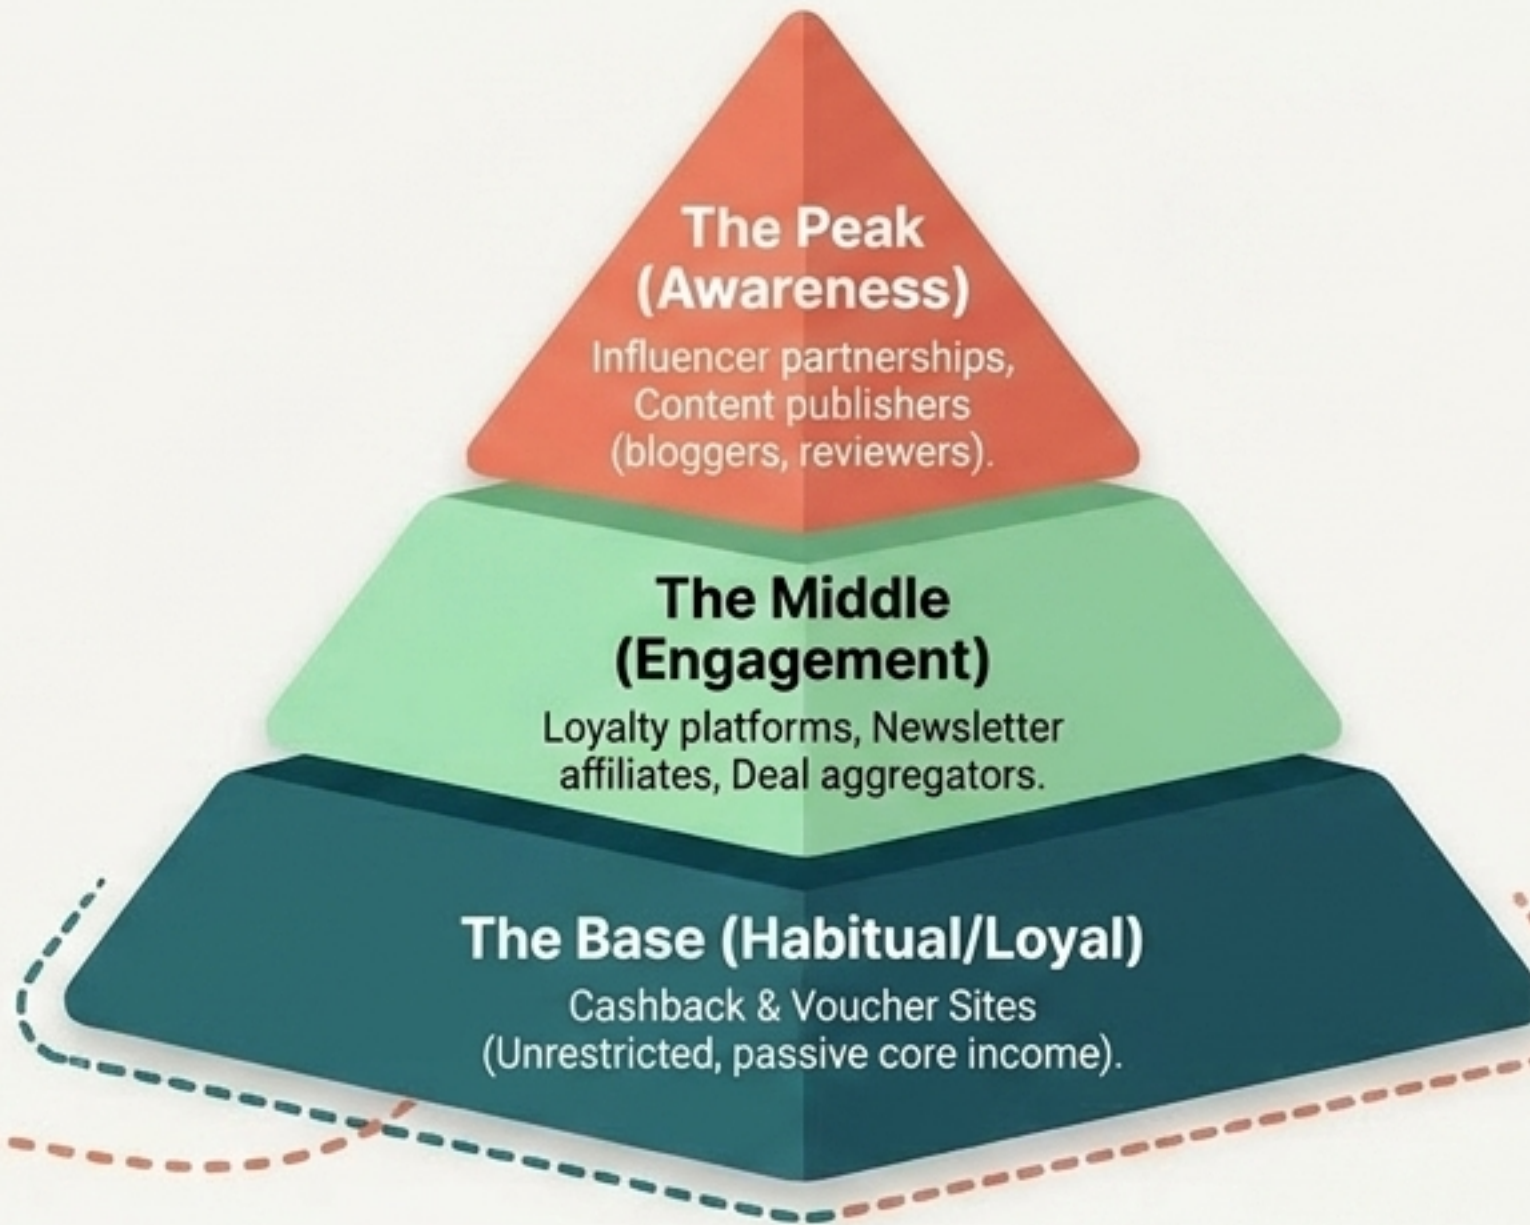 The Peak
(Awareness)
Influencer partnerships,
Content publishers
(bloggers, reviewers).
The Middle
(Engagement)
Loyalty platforms, Newsletter
affiliates, Deal aggregators.
The Base (Habitual/Loyal)
Cashback & Voucher Sites
(Unrestricted, passive core income).